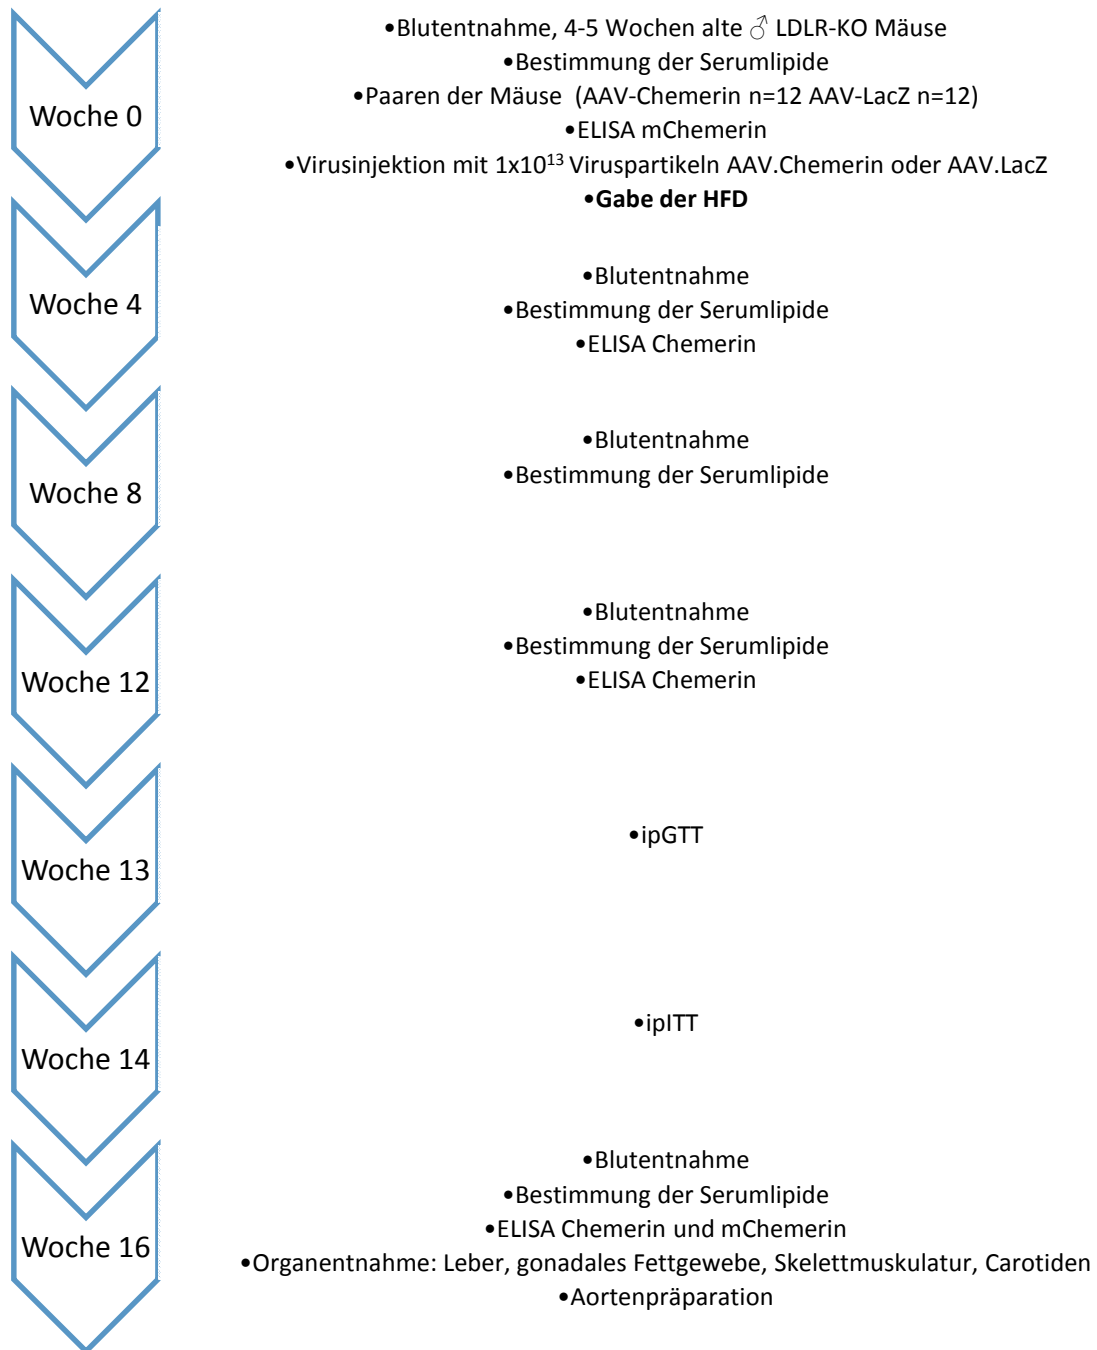 Woche 0
•Blutentnahme, 4-5 Wochen alte ♂ LDLR-KO Mäuse
•Bestimmung der Serumlipide
•Paaren der Mäuse (AAV-Chemerin n=12 AAV-LacZ n=12)
•ELISA mChemerin
•Virusinjektion mit 1x10¹³ Viruspartikeln AAV.Chemerin oder AAV.LacZ
•Gabe der HFD
Woche 4
•Blutentnahme
•Bestimmung der Serumlipide
•ELISA Chemerin
Woche 8
•Blutentnahme
•Bestimmung der Serumlipide
Woche 12
•Blutentnahme
•Bestimmung der Serumlipide
•ELISA Chemerin
Woche 13
•ipGTT
Woche 14
•ipITT
Woche 16
•Blutentnahme
•Bestimmung der Serumlipide
•ELISA Chemerin und mChemerin
•Organentnahme: Leber, gonadales Fettgewebe, Skelettmuskulatur, Carotiden
•Aortenpräparation